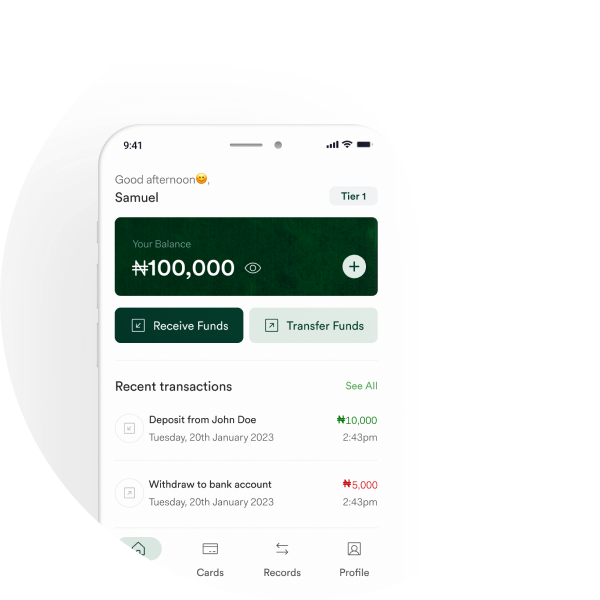 9:41
Good afternoon😊,
Samuel
Tier 1
Your Balance
₦100,000
Receive Funds
Transfer Funds
Recent transactions
See All
Deposit from John Doe
₦10,000
Tuesday, 20th January 2023
2:43pm
Withdraw to bank account
₦5,000
Tuesday, 20th January 2023
2:43pm
Cards
Records
Profile